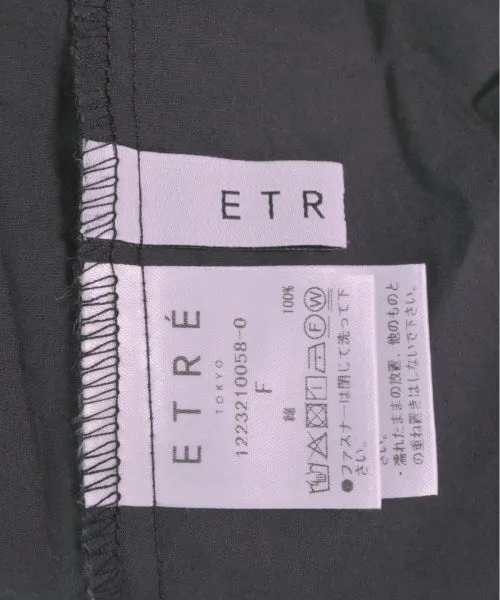 ETR
ETRÉ
TOKYO
1223210058-0
F
綿 100%
●ファスナーは閉じて洗って下
さい。
さい。
・濡れたままの放置、他のものと
の重ね置きはしないで下さい。